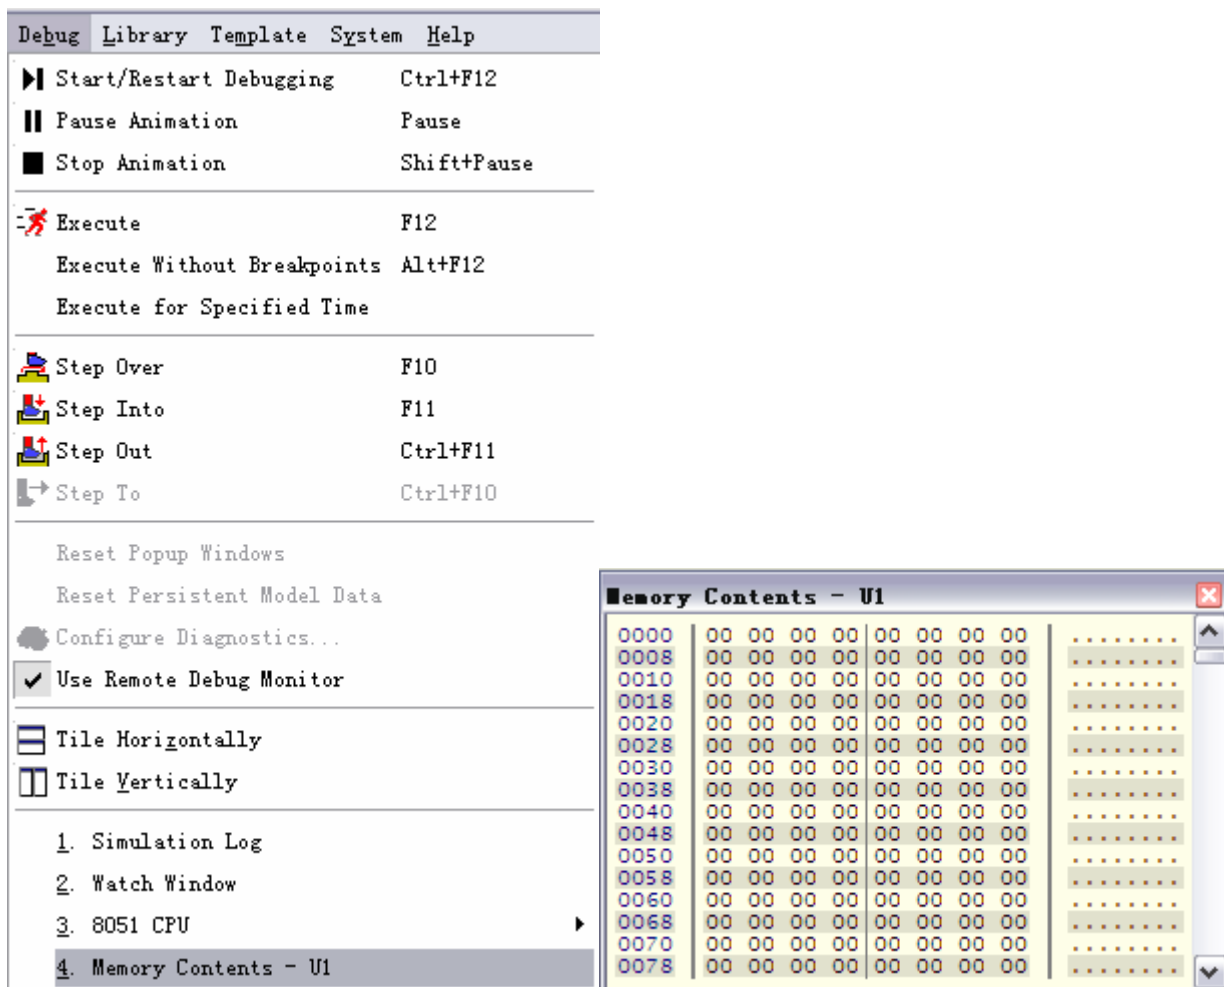 Debug Library Template System Help
Start/Restart Debugging Ctrl+F12
Pause Animation Pause
Stop Animation Shift+Pause
Execute F12
Execute Without Breakpoints Alt+F12
Execute for Specified Time
Step Over F10
Step Into F11
Step Out Ctrl+F11
Step To Ctrl+F10
Reset Popup Windows
Reset Persistent Model Data
Configure Diagnostics...
Use Remote Debug Monitor
Tile Horizontally
Tile Vertically
1. Simulation Log
2. Watch Window
3. 8051 CPU
4. Memory Contents - U1
Memory Contents - U1
0000 00 00 00 00 00 00 00 00 ........
0008 00 00 00 00 00 00 00 00 ........
0010 00 00 00 00 00 00 00 00 ........
0018 00 00 00 00 00 00 00 00 ........
0020 00 00 00 00 00 00 00 00 ........
0028 00 00 00 00 00 00 00 00 ........
0030 00 00 00 00 00 00 00 00 ........
0038 00 00 00 00 00 00 00 00 ........
0040 00 00 00 00 00 00 00 00 ........
0048 00 00 00 00 00 00 00 00 ........
0050 00 00 00 00 00 00 00 00 ........
0058 00 00 00 00 00 00 00 00 ........
0060 00 00 00 00 00 00 00 00 ........
0068 00 00 00 00 00 00 00 00 ........
0070 00 00 00 00 00 00 00 00 ........
0078 00 00 00 00 00 00 00 00 ........